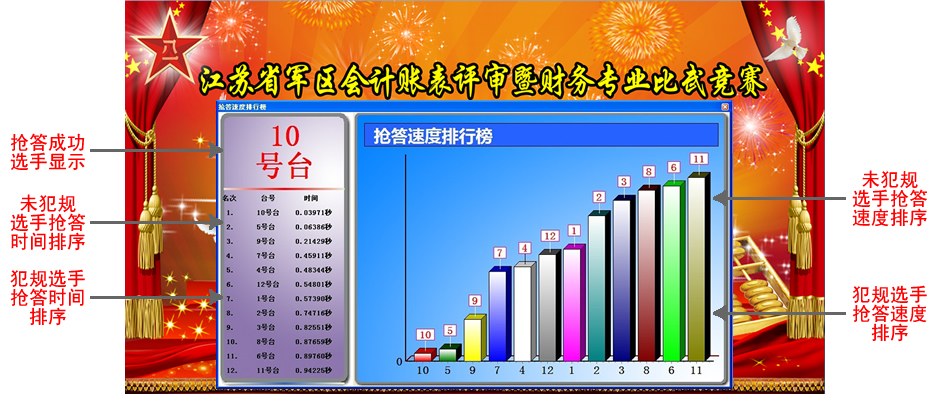 八一
江苏省军区会计账表评审暨财务专业比武竞赛
抢答速度排行榜
抢答成功
选手显示
未犯规
选手抢答
时间排序
犯规选手
抢答时间
排序
10
号台
名次 台号 时间
1. 10号台 0.03971秒
2. 5号台 0.06386秒
3. 9号台 0.21429秒
4. 7号台 0.45911秒
5. 4号台 0.48344秒
6. 12号台 0.54801秒
7. 1号台 0.57390秒
8. 2号台 0.74716秒
9. 3号台 0.82551秒
10. 8号台 0.87659秒
11. 6号台 0.89760秒
12. 11号台 0.94225秒
抢答速度排行榜
10 5 9 7 4 12 1 2 3 8 6 11
0
10 5 9 7 4 12 1 2 3 8 6 11
未犯规
选手抢答
速度排序
犯规选手
抢答速度
排序